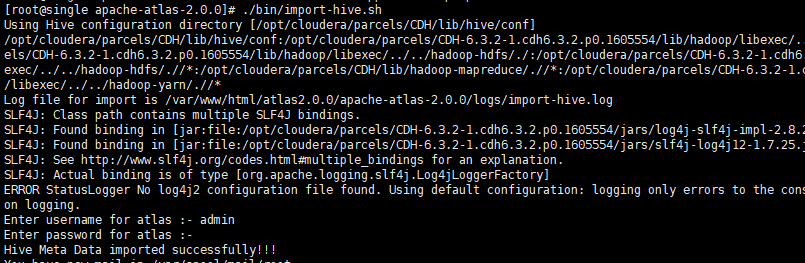 [root@single apache-atlas-2.0.0]# ./bin/import-hive.sh
Using Hive configuration directory [/opt/cloudera/parcels/CDH/lib/hive/conf]
/opt/cloudera/parcels/CDH/lib/hive/conf:/opt/cloudera/parcels/CDH-6.3.2-1.cdh6.3.2.p0.1605554/lib/hadoop/libexec/.
els/CDH-6.3.2-1.cdh6.3.2.p0.1605554/lib/hadoop/libexec/../../hadoop-hdfs/./:/opt/cloudera/parcels/CDH-6.3.2-1.cdh6
exec/../../hadoop-hdfs/.//*:/opt/cloudera/parcels/CDH/lib/hadoop-mapreduce/.//*:/opt/cloudera/parcels/CDH-6.3.2-1.c
/libexec/../../hadoop-yarn/.//*
Log file for import is /var/www/html/atlas2.0.0/apache-atlas-2.0.0/logs/import-hive.log
SLF4J: Class path contains multiple SLF4J bindings.
SLF4J: Found binding in [jar:file:/opt/cloudera/parcels/CDH-6.3.2-1.cdh6.3.2.p0.1605554/jars/log4j-slf4j-impl-2.8.2
SLF4J: Found binding in [jar:file:/opt/cloudera/parcels/CDH-6.3.2-1.cdh6.3.2.p0.1605554/jars/slf4j-log4j12-1.7.25.j
SLF4J: See http://www.slf4j.org/codes.html#multiple_bindings for an explanation.
SLF4J: Actual binding is of type [org.apache.logging.slf4j.Log4jLoggerFactory]
ERROR StatusLogger No log4j2 configuration file found. Using default configuration: logging only errors to the cons
on logging.
Enter username for atlas :- admin
Enter password for atlas :-
Hive Meta Data imported successfully!!!
You have new mail in /var/spool/mail/root